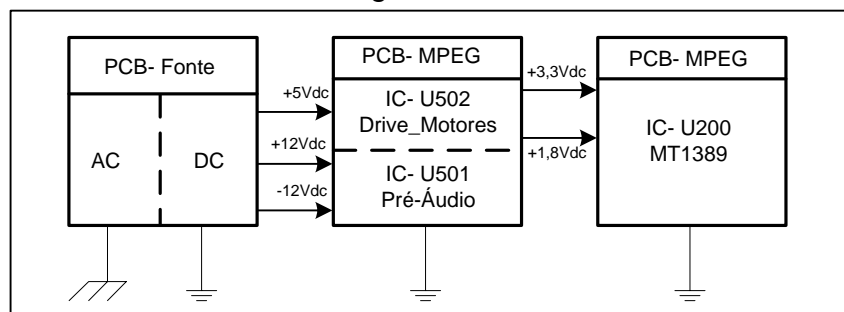 PCB- Fonte
AC
DC
+5Vdc
+12Vdc
-12Vdc
PCB- MPEG
IC- U502
Drive_Motores
IC- U501
Pré-Áudio
+3,3Vdc
+1,8Vdc
PCB- MPEG
IC- U200
MT1389